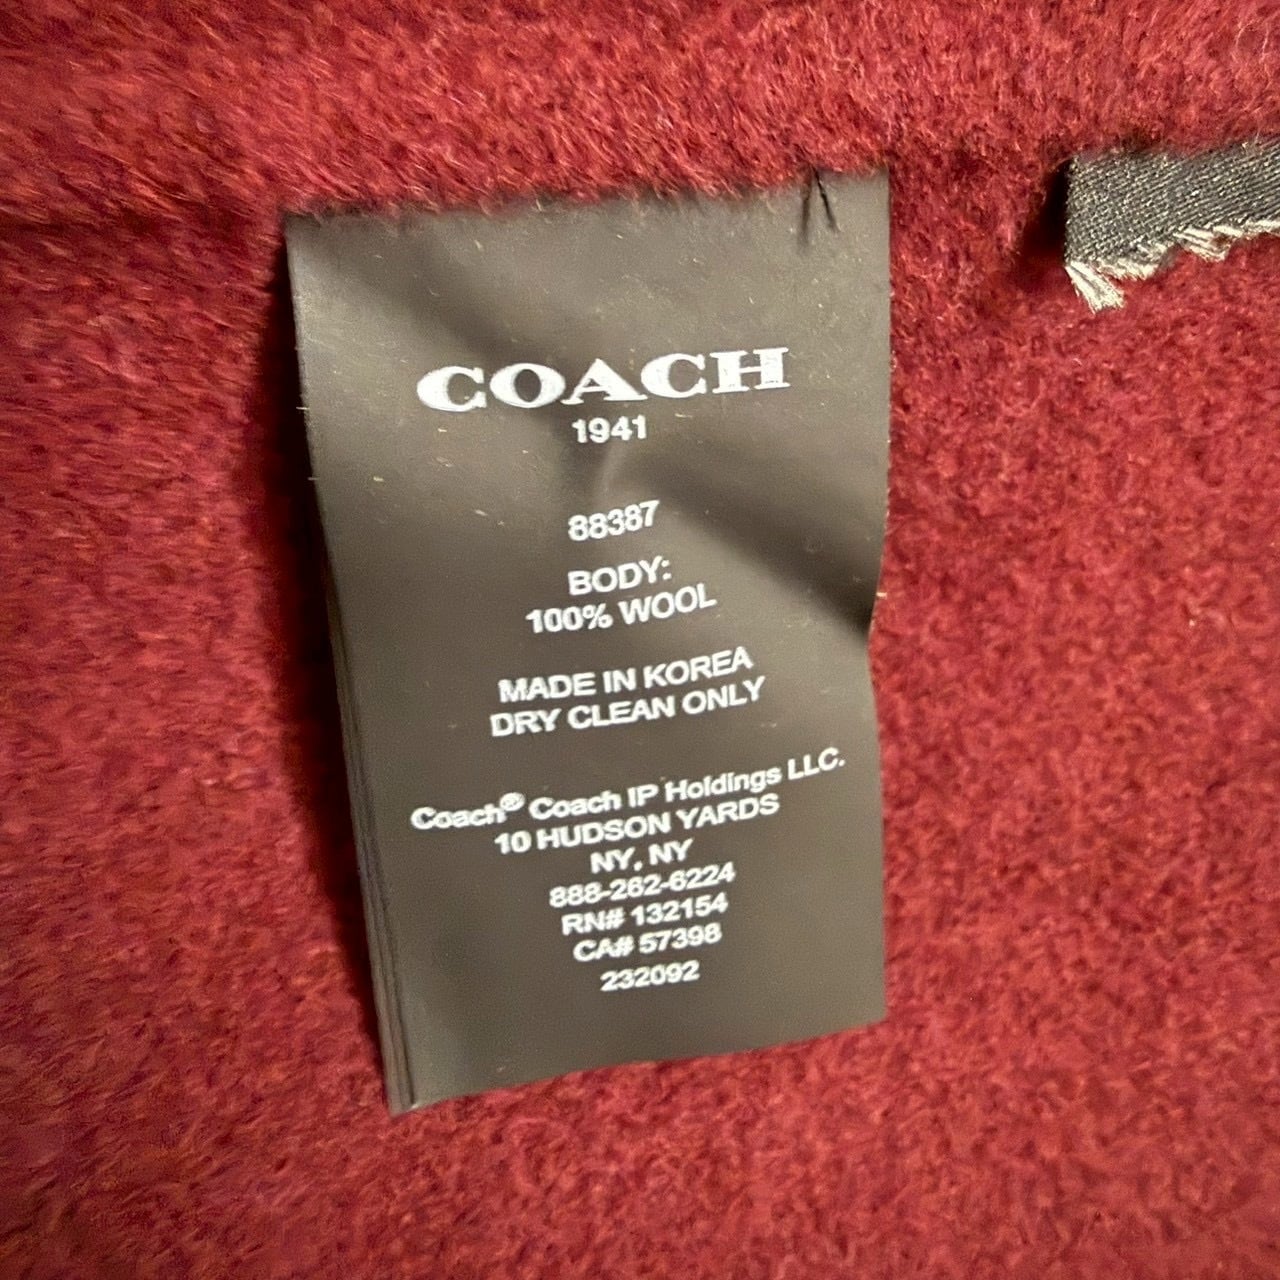 COACH
1941
88387
BODY:
100% WOOL
MADE IN KOREA
DRY CLEAN ONLY
Coach® Coach IP Holdings LLC.
10 HUDSON YARDS
NY, NY
888-262-6224
RN# 132154
CA# 57398
232092